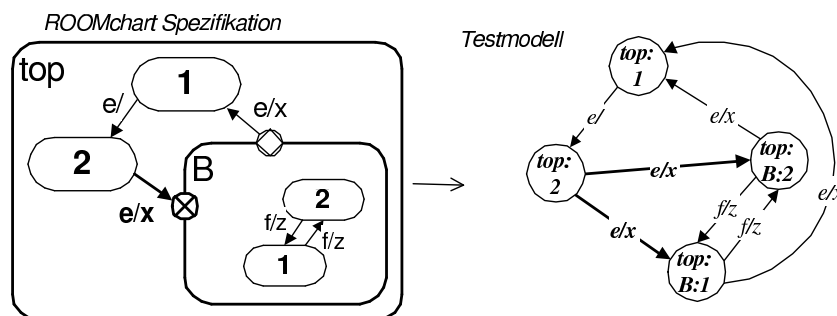 ROOMchart Spezifikation
top
1
e/
e/x
2
B
e/x
2
f/z
f/z
1
Testmodell
top:
1
e/
e/x
top:
2
e/x
top:
B:2
e/x
e/x
f/z
f/z
top:
B:1